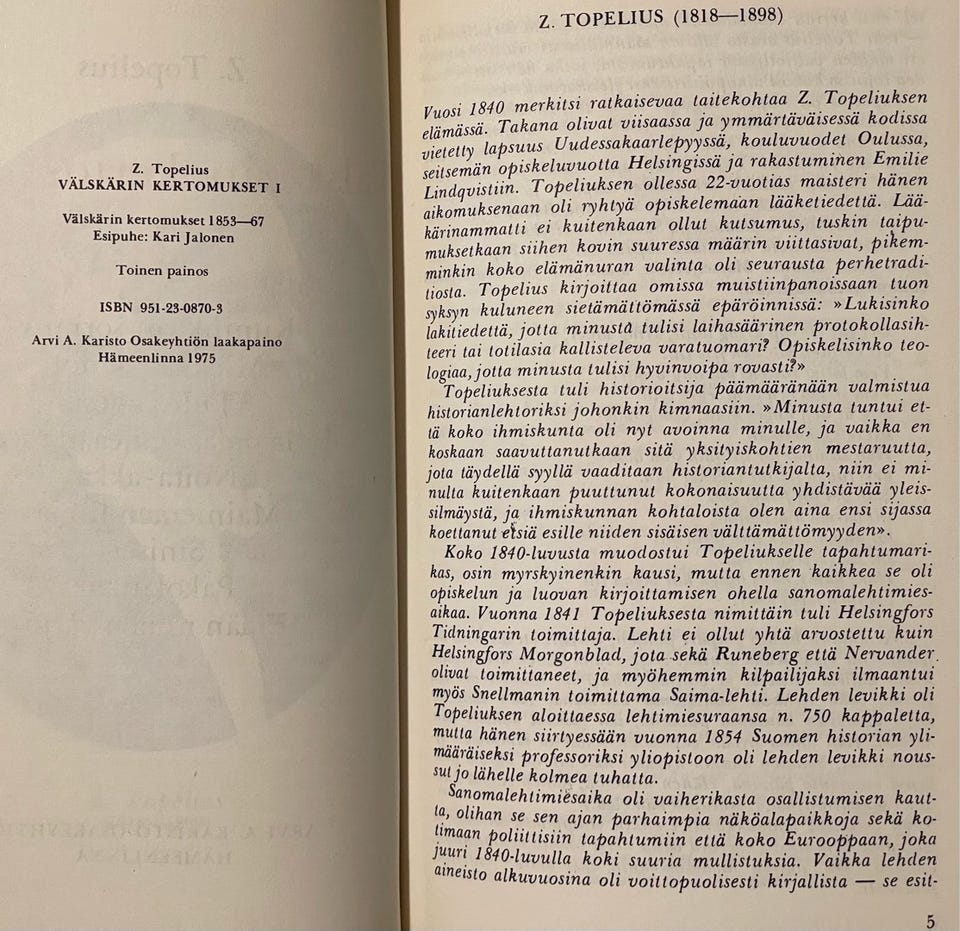 Z. Topelius
VÄLSKÄRIN KERTOMUKSET I
Välskärin kertomukset 1853—67
Esipuhe: Kari Jalonen
Toinen painos
ISBN 951-23-0870-3
Arvi A. Karisto Osakeyhtiön laakapaino
Hämeenlinna 1975
Z. TOPELIUS (1818—1898)
Vuosi 1840 merkitsi ratkaisevaa taitekohtaa Z. Topeliuksen
elämässä. Takana olivat viisaassa ja ymmärtäväisessä kodissa
vietetty lapsuus Uudessakaarlepyyssä, kouluvuodet Oulussa,
seitsemän opiskeluvuotta Helsingissä ja rakastuminen Emilie
Lindqvistiin. Topeliuksen ollessa 22-vuotias maisteri hänen
aikomuksenaan oli ryhtyä opiskelemaan lääketiedettä. Lää-
kärinammatti ei kuitenkaan ollut kutsumus, tuskin taipu-
muksetkaan siihen kovin suuressa määrin viittasivat, pikem-
minkin koko elämänuran valinta oli seurausta perhetradi-
tiosta. Topelius kirjoittaa omissa muistiinpanoissaan tuon
syksyn kuluneen sietämättömässä epäröinnissä: »Lukisinko
lakitiedettä, jotta minusta tulisi laihasäärinen protokollasih-
teeri tai totilasia kallisteleva varatuomari? Opiskelisinko teo-
logiaa, jotta minusta tulisi hyvinvoipa rovasti?»
Topeliuksesta tuli historioitsija päämääränään valmistua
historianlehtoriksi johonkin kimnaasiin. »Minusta tuntui et-
tä koko ihmiskunta oli nyt avoinna minulle, ja vaikka en
koskaan saavuttanutkaan sitä yksityiskohtien mestaruutta,
jota täydellä syyllä vaaditaan historiantutkijalta, niin ei mi-
nulta kuitenkaan puuttunut kokonaisuutta yhdistävää yleis-
silmäystä, ja ihmiskunnan kohtaloista olen aina ensi sijassa
koettanut etsiä esille niiden sisäisen välttämättömyyden».
Koko 1840-luvusta muodostui Topeliukselle tapahtumari-
kas, osin myrskyinenkin kausi, mutta ennen kaikkea se oli
opiskelun ja luovan kirjoittamisen ohella sanomalehtimies-
aikaa. Vuonna 1841 Topeliuksesta nimittäin tuli Helsingfors
Tidningarin toimittaja. Lehti ei ollut yhtä arvostettu kuin
Helsingfors Morgonblad, jota sekä Runeberg että Nervander
olivat toimittaneet, ja myöhemmin kilpailijaksi ilmaantui
myös Snellmanin toimittama Saima-lehti. Lehden levikki oli
Topeliuksen aloittaessa lehtimiesuraansa n. 750 kappaletta,
mutta hänen siirtyessään vuonna 1854 Suomen historian yli-
määräiseksi professoriksi yliopistoon oli lehden levikki nous-
sut jo lähelle kolmea tuhatta.
Sanomalehtimiesaika oli vaiherikasta osallistumisen kaut-
ta, olihan se sen ajan parhaimpia näköalapaikkoja sekä ko-
timaan poliittisiin tapahtumiin että koko Eurooppaan, joka
juuri 1840-luvulla koki suuria mullistuksia. Vaikka lehden
aineisto alkuvuosina oli voittopuolisesti kirjallista — se esit-
5